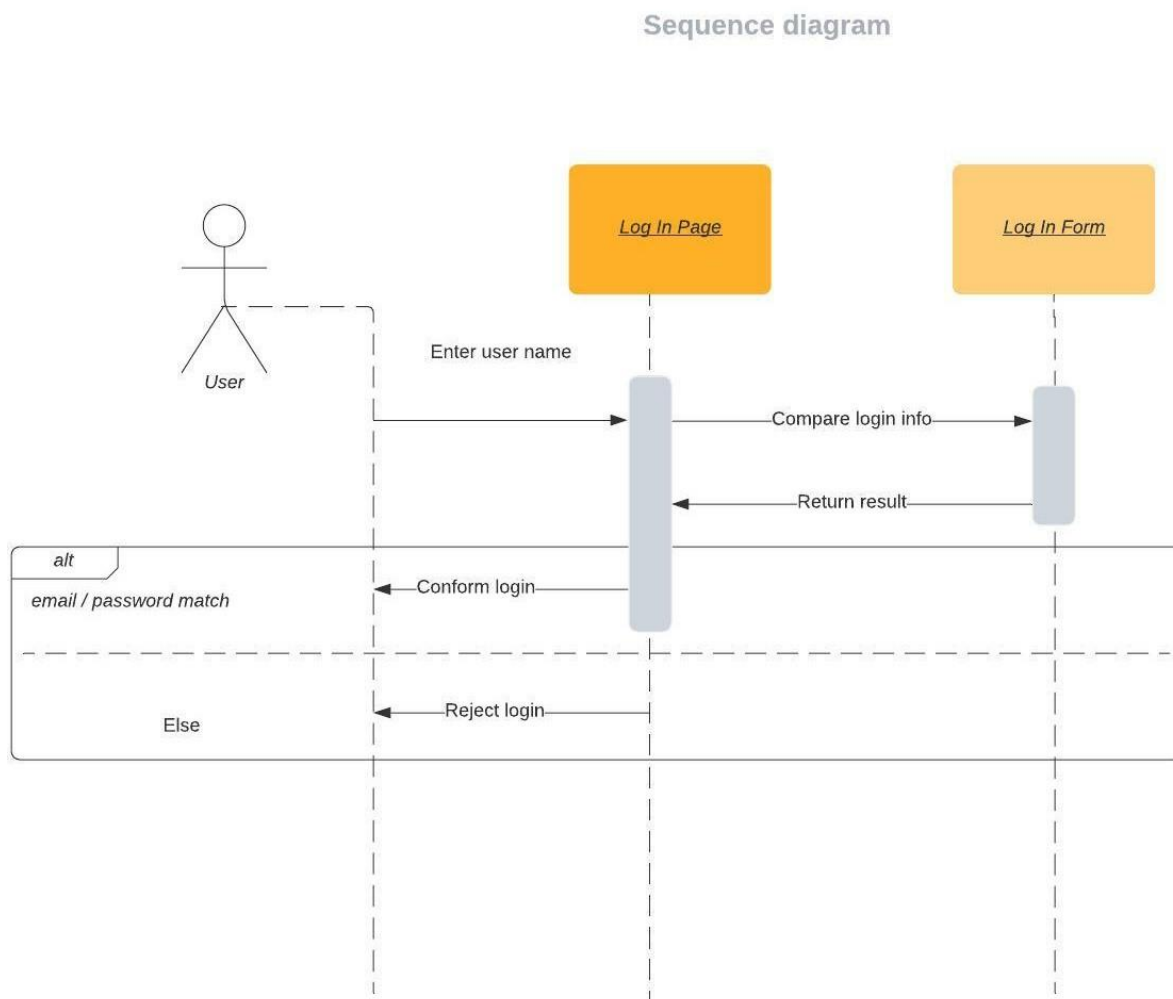 Sequence diagram
Log In Page
Log In Form
Enter user name
User
Compare login info
Return result
alt
Conform login
email / password match
Reject login
Else